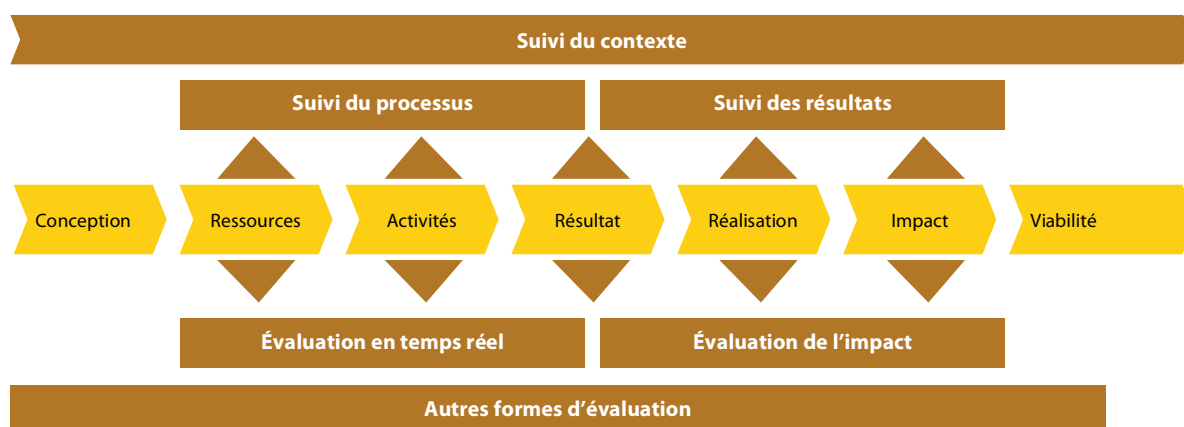 Suivi du contexte
Suivi du processus
Suivi des résultats
Conception
Ressources
Activités
Résultat
Réalisation
Impact
Viabilité
Évaluation en temps réel
Évaluation de l’impact
Autres formes d’évaluation